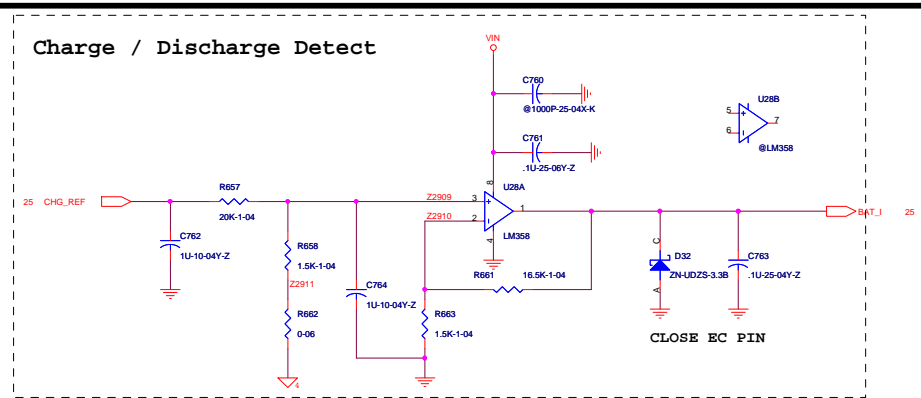 Charge / Discharge Detect
VIN
C760
@1000P-25-04X-K
C761
.1U-25-06Y-Z
U28B
5
6
7
@LM358
25 CHG_REF
R657
20K-1-04
Z2909
Z2910
3
2
8
4
1
U28A
LM358
BAT_I 25
C762
1U-10-04Y-Z
R658
1.5K-1-04
Z2911
R662
0-06
4
C764
1U-10-04Y-Z
R661 16.5K-1-04
R663
1.5K-1-04
C
A
D32
ZN-UDZS-3.3B
C763
.1U-25-04Y-Z
CLOSE EC PIN